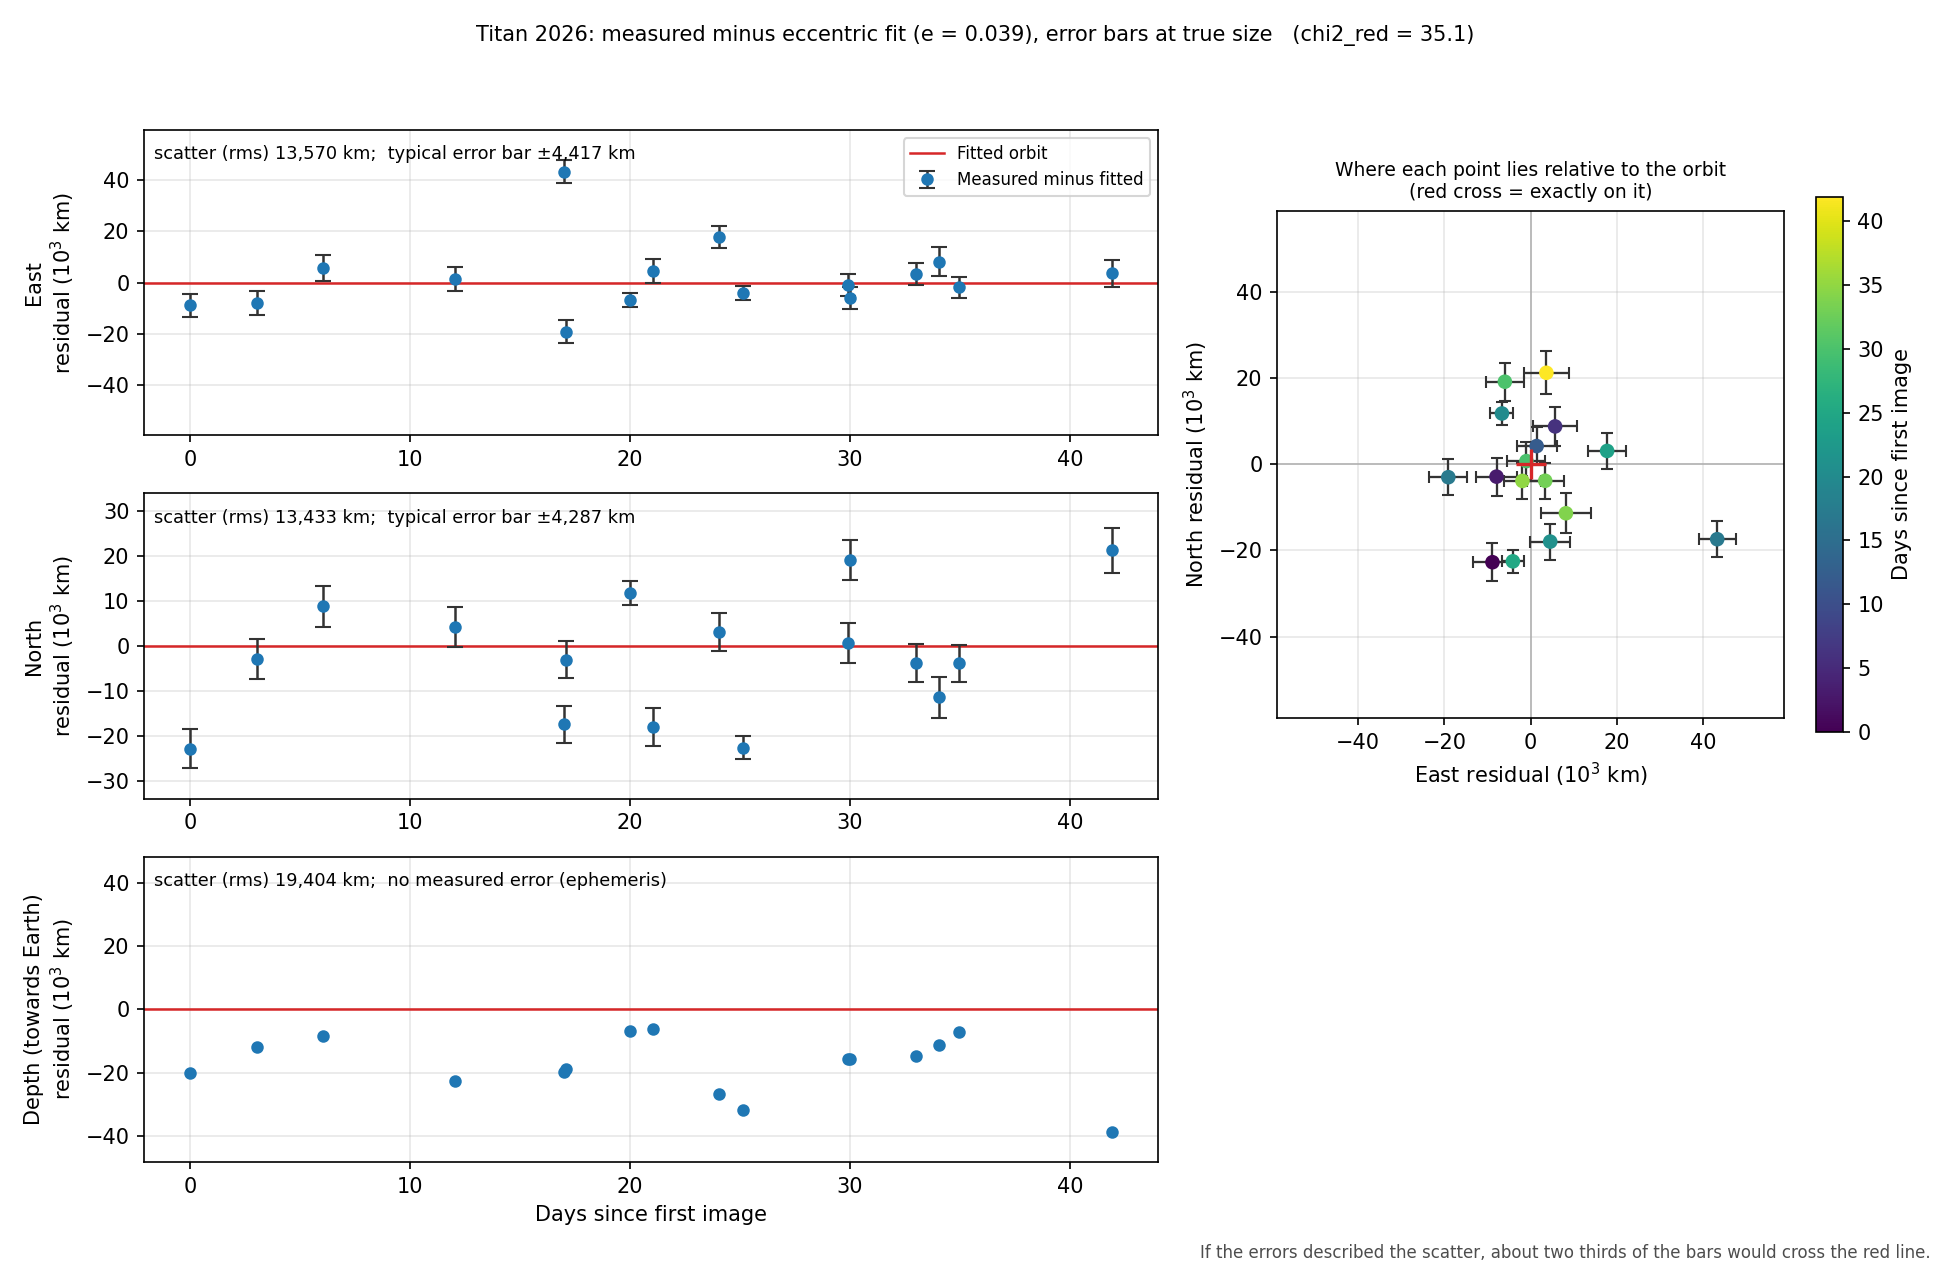 Titan 2026: measured minus eccentric fit (e = 0.039), error bars at true size   (chi2_red = 35.1)
scatter (rms) 13,570 km;  typical error bar ±4,417 km
Fitted orbit
Measured minus fitted
East
residual (10³ km)
40
20
0
−20
−40
0 10 20 30 40
scatter (rms) 13,433 km;  typical error bar ±4,287 km
North
residual (10³ km)
30
20
10
0
−10
−20
−30
0 10 20 30 40
scatter (rms) 19,404 km;  no measured error (ephemeris)
Depth (towards Earth)
residual (10³ km)
40
20
0
−20
−40
0 10 20 30 40
Days since first image
Where each point lies relative to the orbit
(red cross = exactly on it)
North residual (10³ km)
40
20
0
−20
−40
−40 −20 0 20 40
East residual (10³ km)
40
35
30
25
20
15
10
5
0
Days since first image
If the errors described the scatter, about two thirds of the bars would cross the red line.